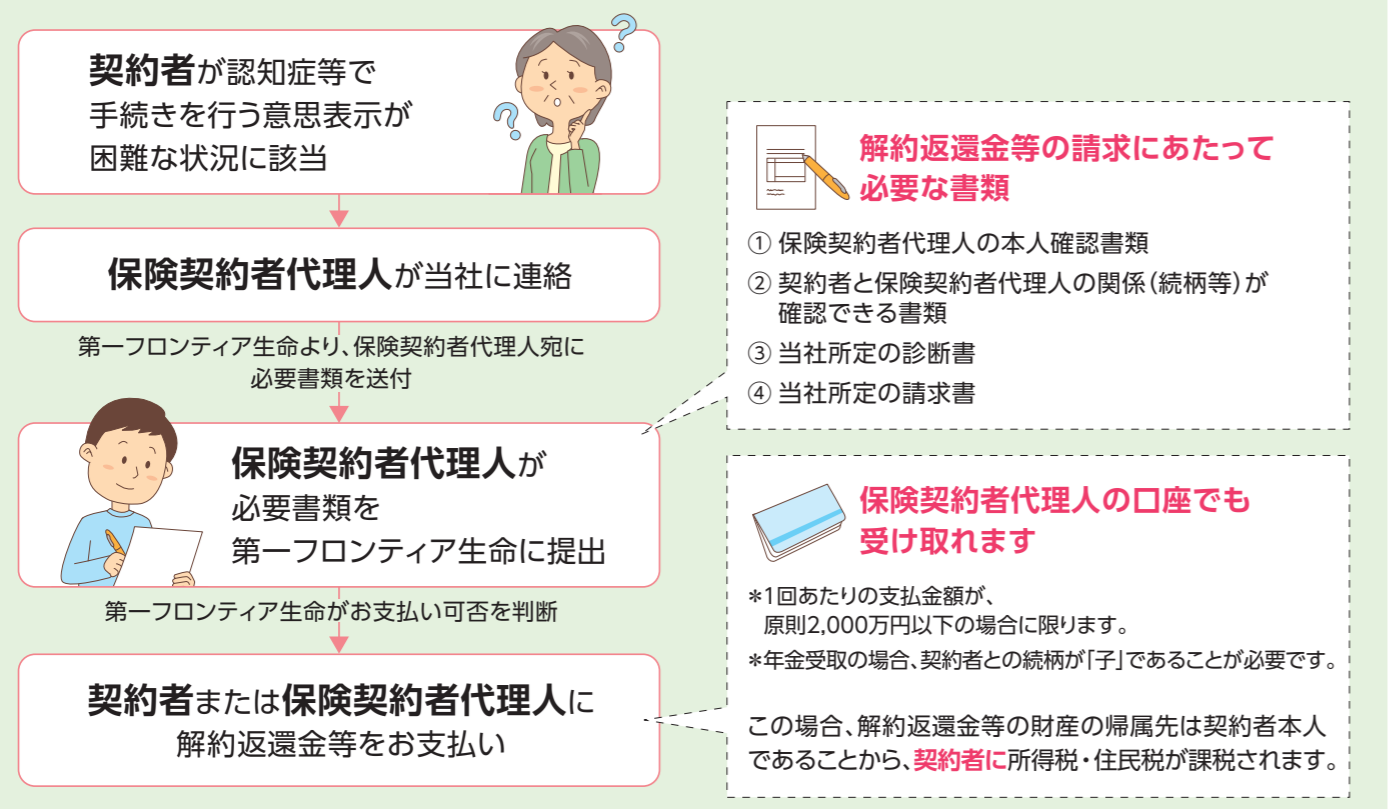 契約者が認知症等で
手続きを行う意思表示が
困難な状況に該当
保険契約者代理人が当社に連絡
第一フロンティア生命より、保険契約者代理人宛に
必要書類を送付
保険契約者代理人が
必要書類を
第一フロンティア生命に提出
第一フロンティア生命がお支払い可否を判断
契約者または保険契約者代理人に
解約返還金等をお支払い
解約返還金等の請求にあたって
必要な書類
① 保険契約者代理人の本人確認書類
② 契約者と保険契約者代理人の関係(続柄等)が
確認できる書類
③ 当社所定の診断書
④ 当社所定の請求書
保険契約者代理人の口座でも
受け取れます
*1回あたりの支払金額が、
原則2,000万円以下の場合に限ります。
*年金受取の場合、契約者との続柄が「子」であることが必要です。
この場合、解約返還金等の財産の帰属先は契約者本人
であることから、契約者に所得税・住民税が課税されます。